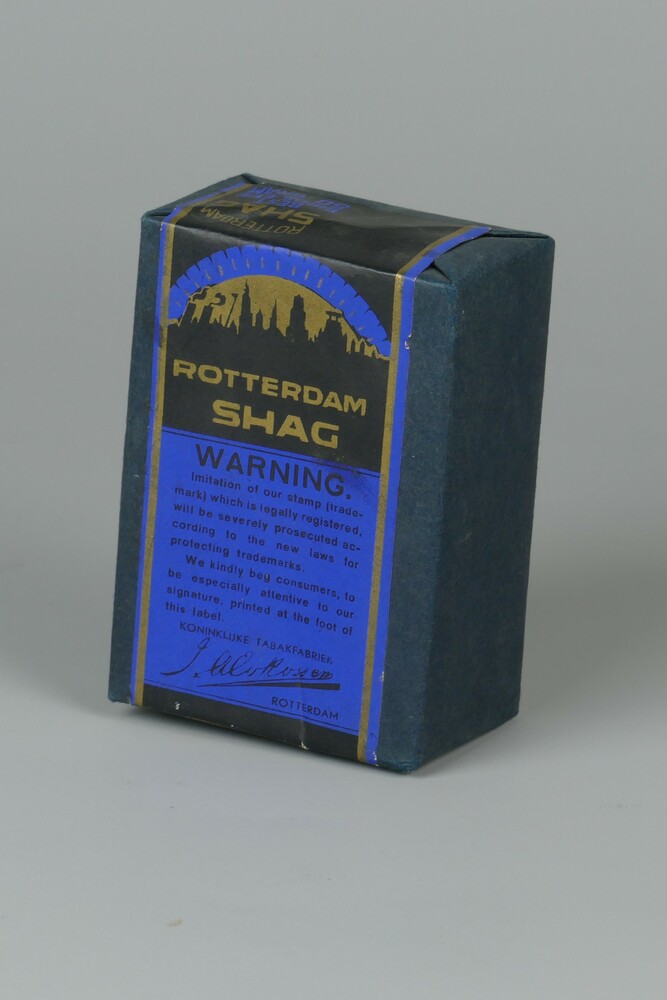 ROTTERDAM
SHAG
ROTTERDAM
SHAG
WARNING.
Imitation of our stamp (trade-
mark) which is legally registered,
will be severely prosecuted ac-
cording to the new laws for
protecting trademarks.
We kindly beg consumers, to
be especially attentive to our
signature, printed at the foot of
this label.
KONINKLIJKE TABAKFABRIEK
ROTTERDAM